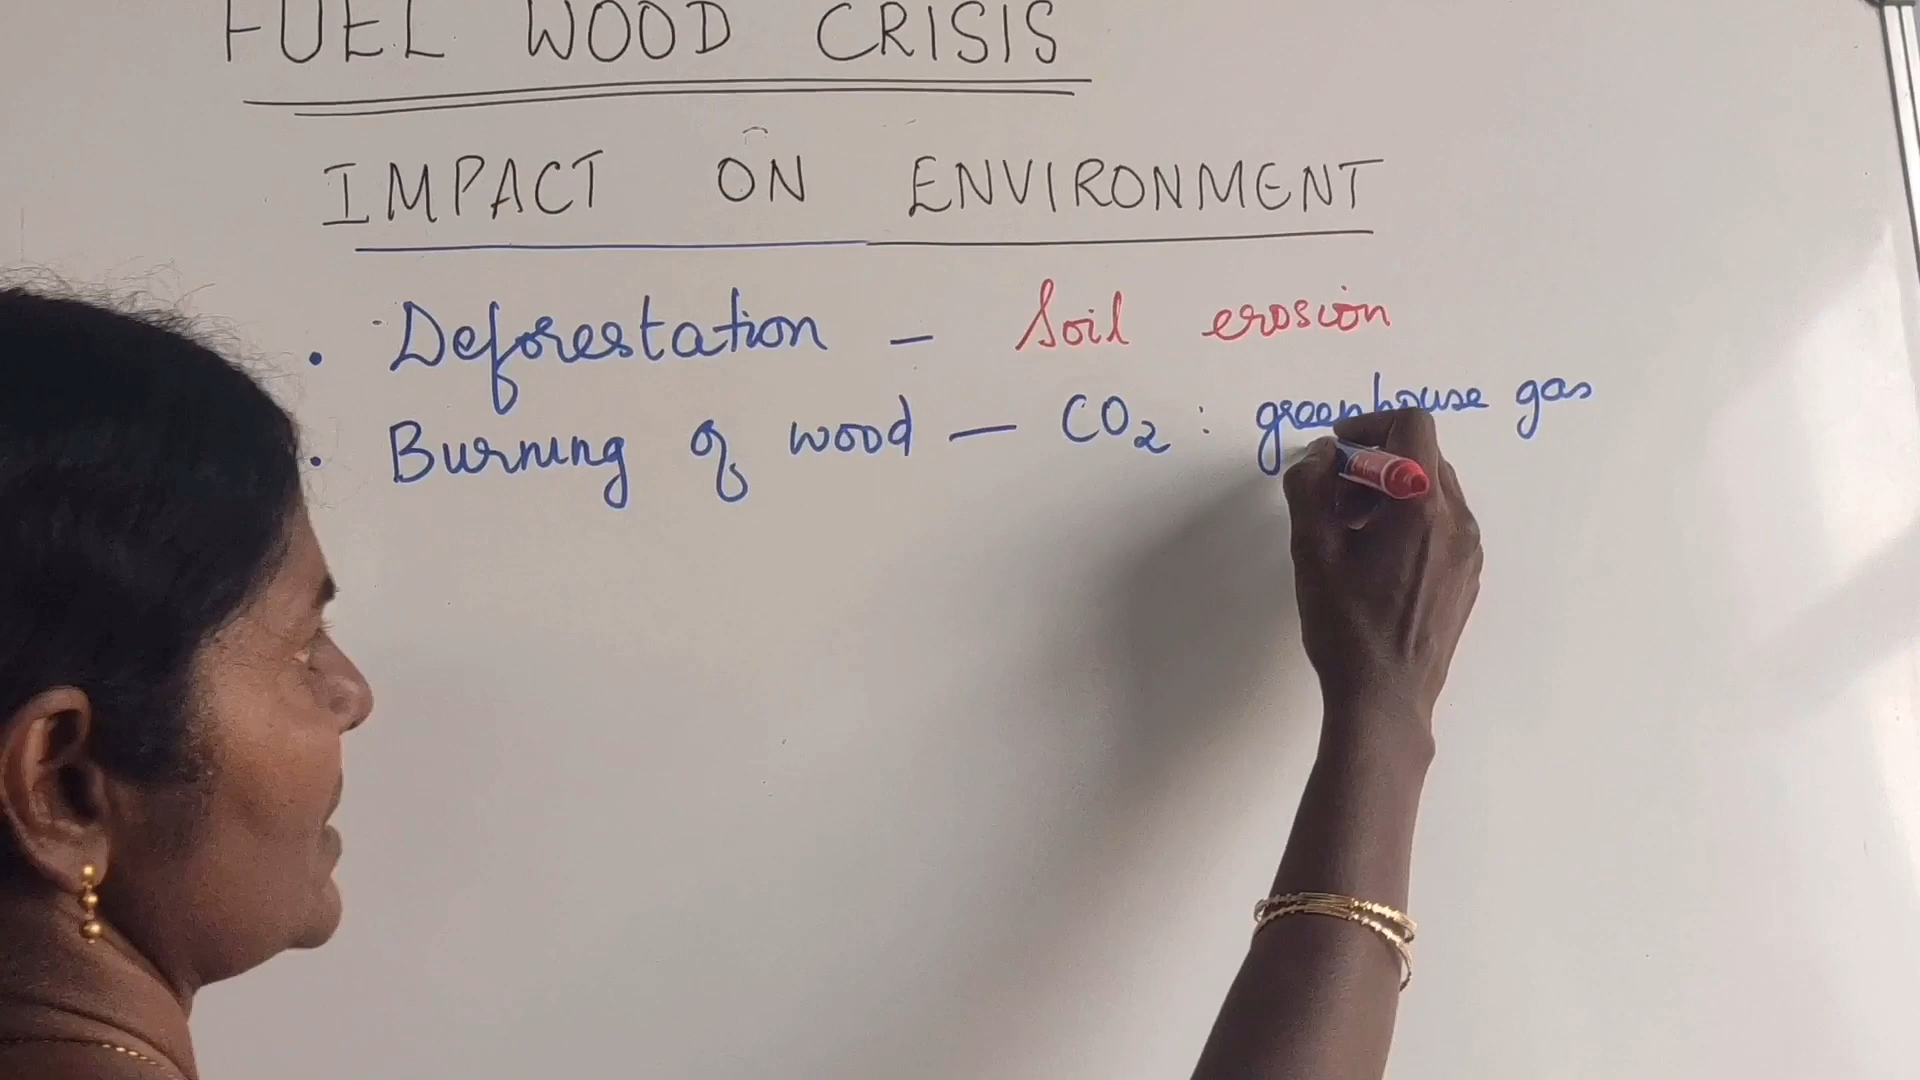 FUEL WOOD CRISIS
IMPACT ON ENVIRONMENT
. Deforestation - Soil erosion
. Burning of wood - CO₂ : greenhouse gas